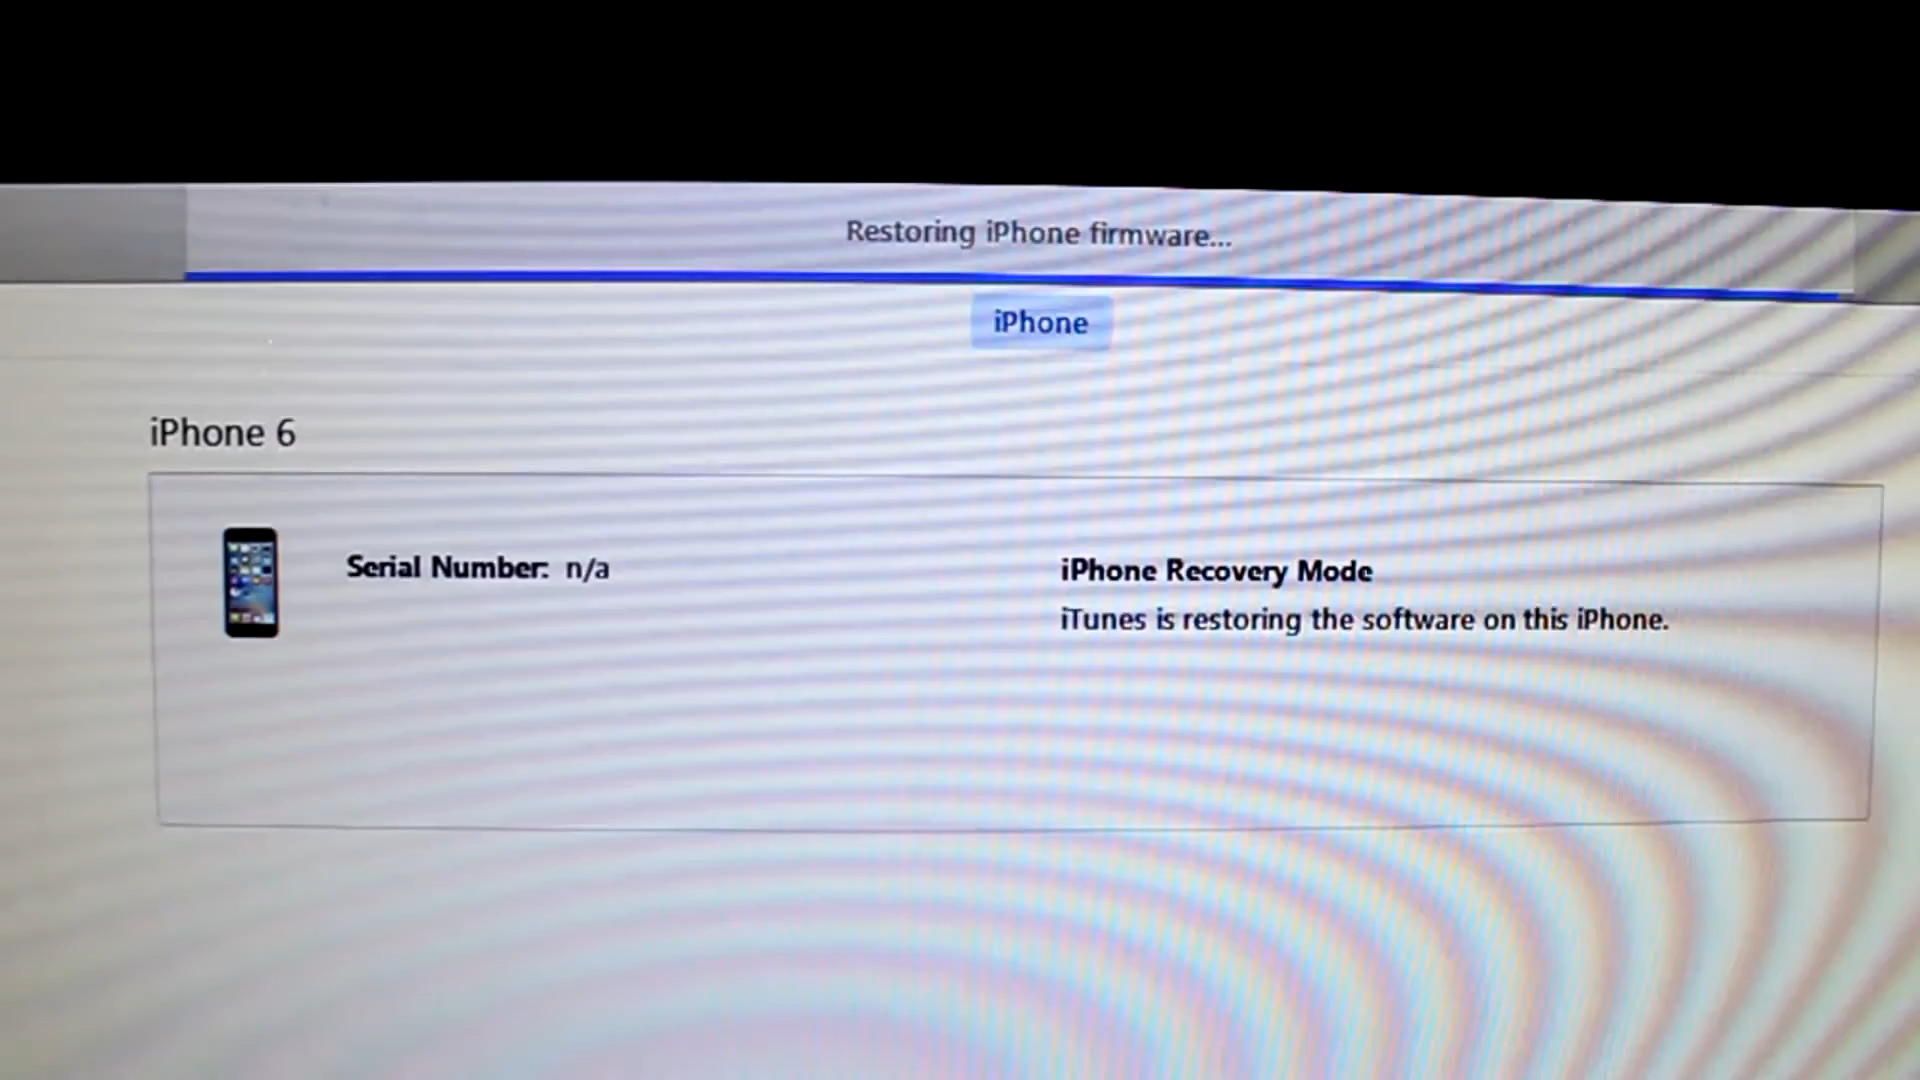 Restoring iPhone firmware...
iPhone
iPhone 6
Serial Number: n/a
iPhone Recovery Mode
iTunes is restoring the software on this iPhone.